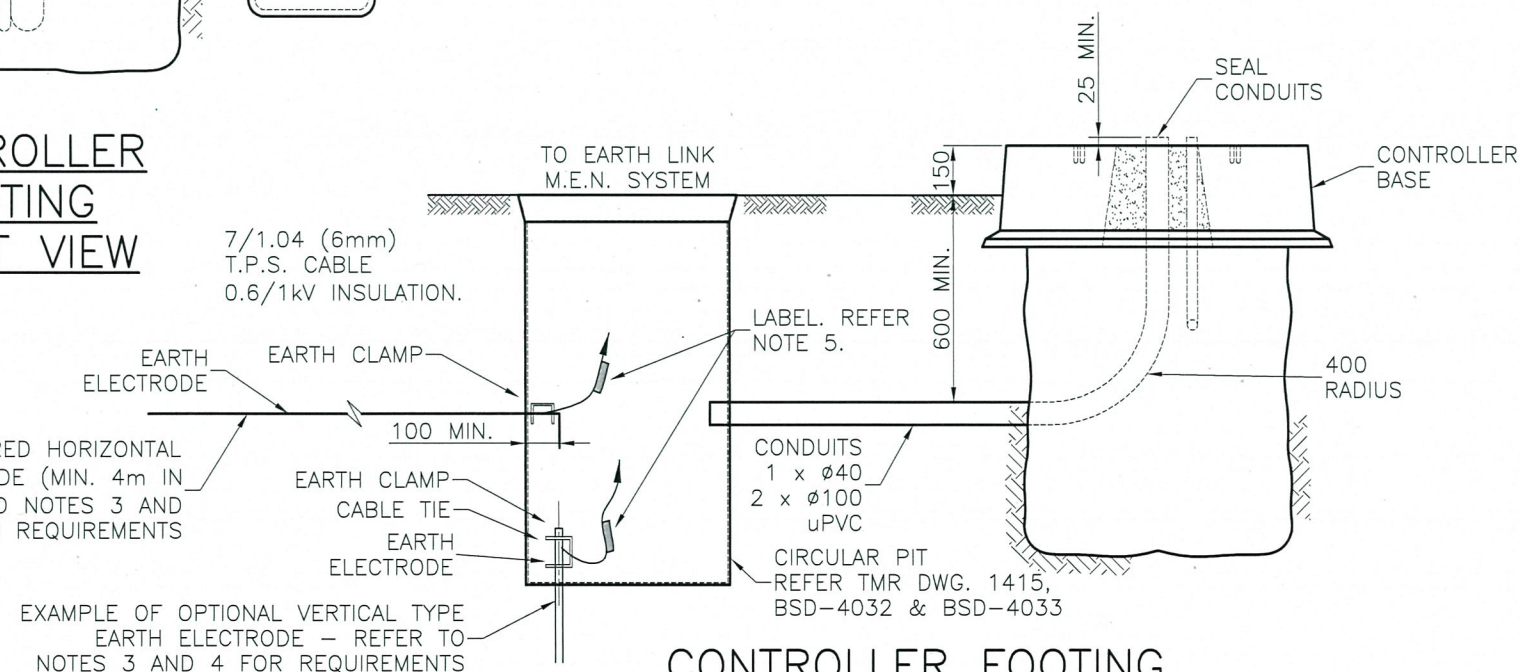 ROLLER
TING
VIEW
7/1.04 (6mm)
T.P.S. CABLE
0.6/1kV INSULATION.
TO EARTH LINK
M.E.N. SYSTEM
150
25 MIN.
SEAL
CONDUITS
CONTROLLER
BASE
600 MIN.
LABEL. REFER
NOTE 5.
EARTH
ELECTRODE
EARTH CLAMP
400
RADIUS
100 MIN.
RED HORIZONTAL
DE (MIN. 4m IN
NOTES 3 AND
REQUIREMENTS
EARTH CLAMP
CABLE TIE
EARTH
ELECTRODE
CONDUITS
1 x ø40
2 x ø100
uPVC
CIRCULAR PIT
REFER TMR DWG. 1415,
BSD-4032 & BSD-4033
EXAMPLE OF OPTIONAL VERTICAL TYPE
EARTH ELECTRODE – REFER TO
NOTES 3 AND 4 FOR REQUIREMENTS
CONTROLLER FOOTING